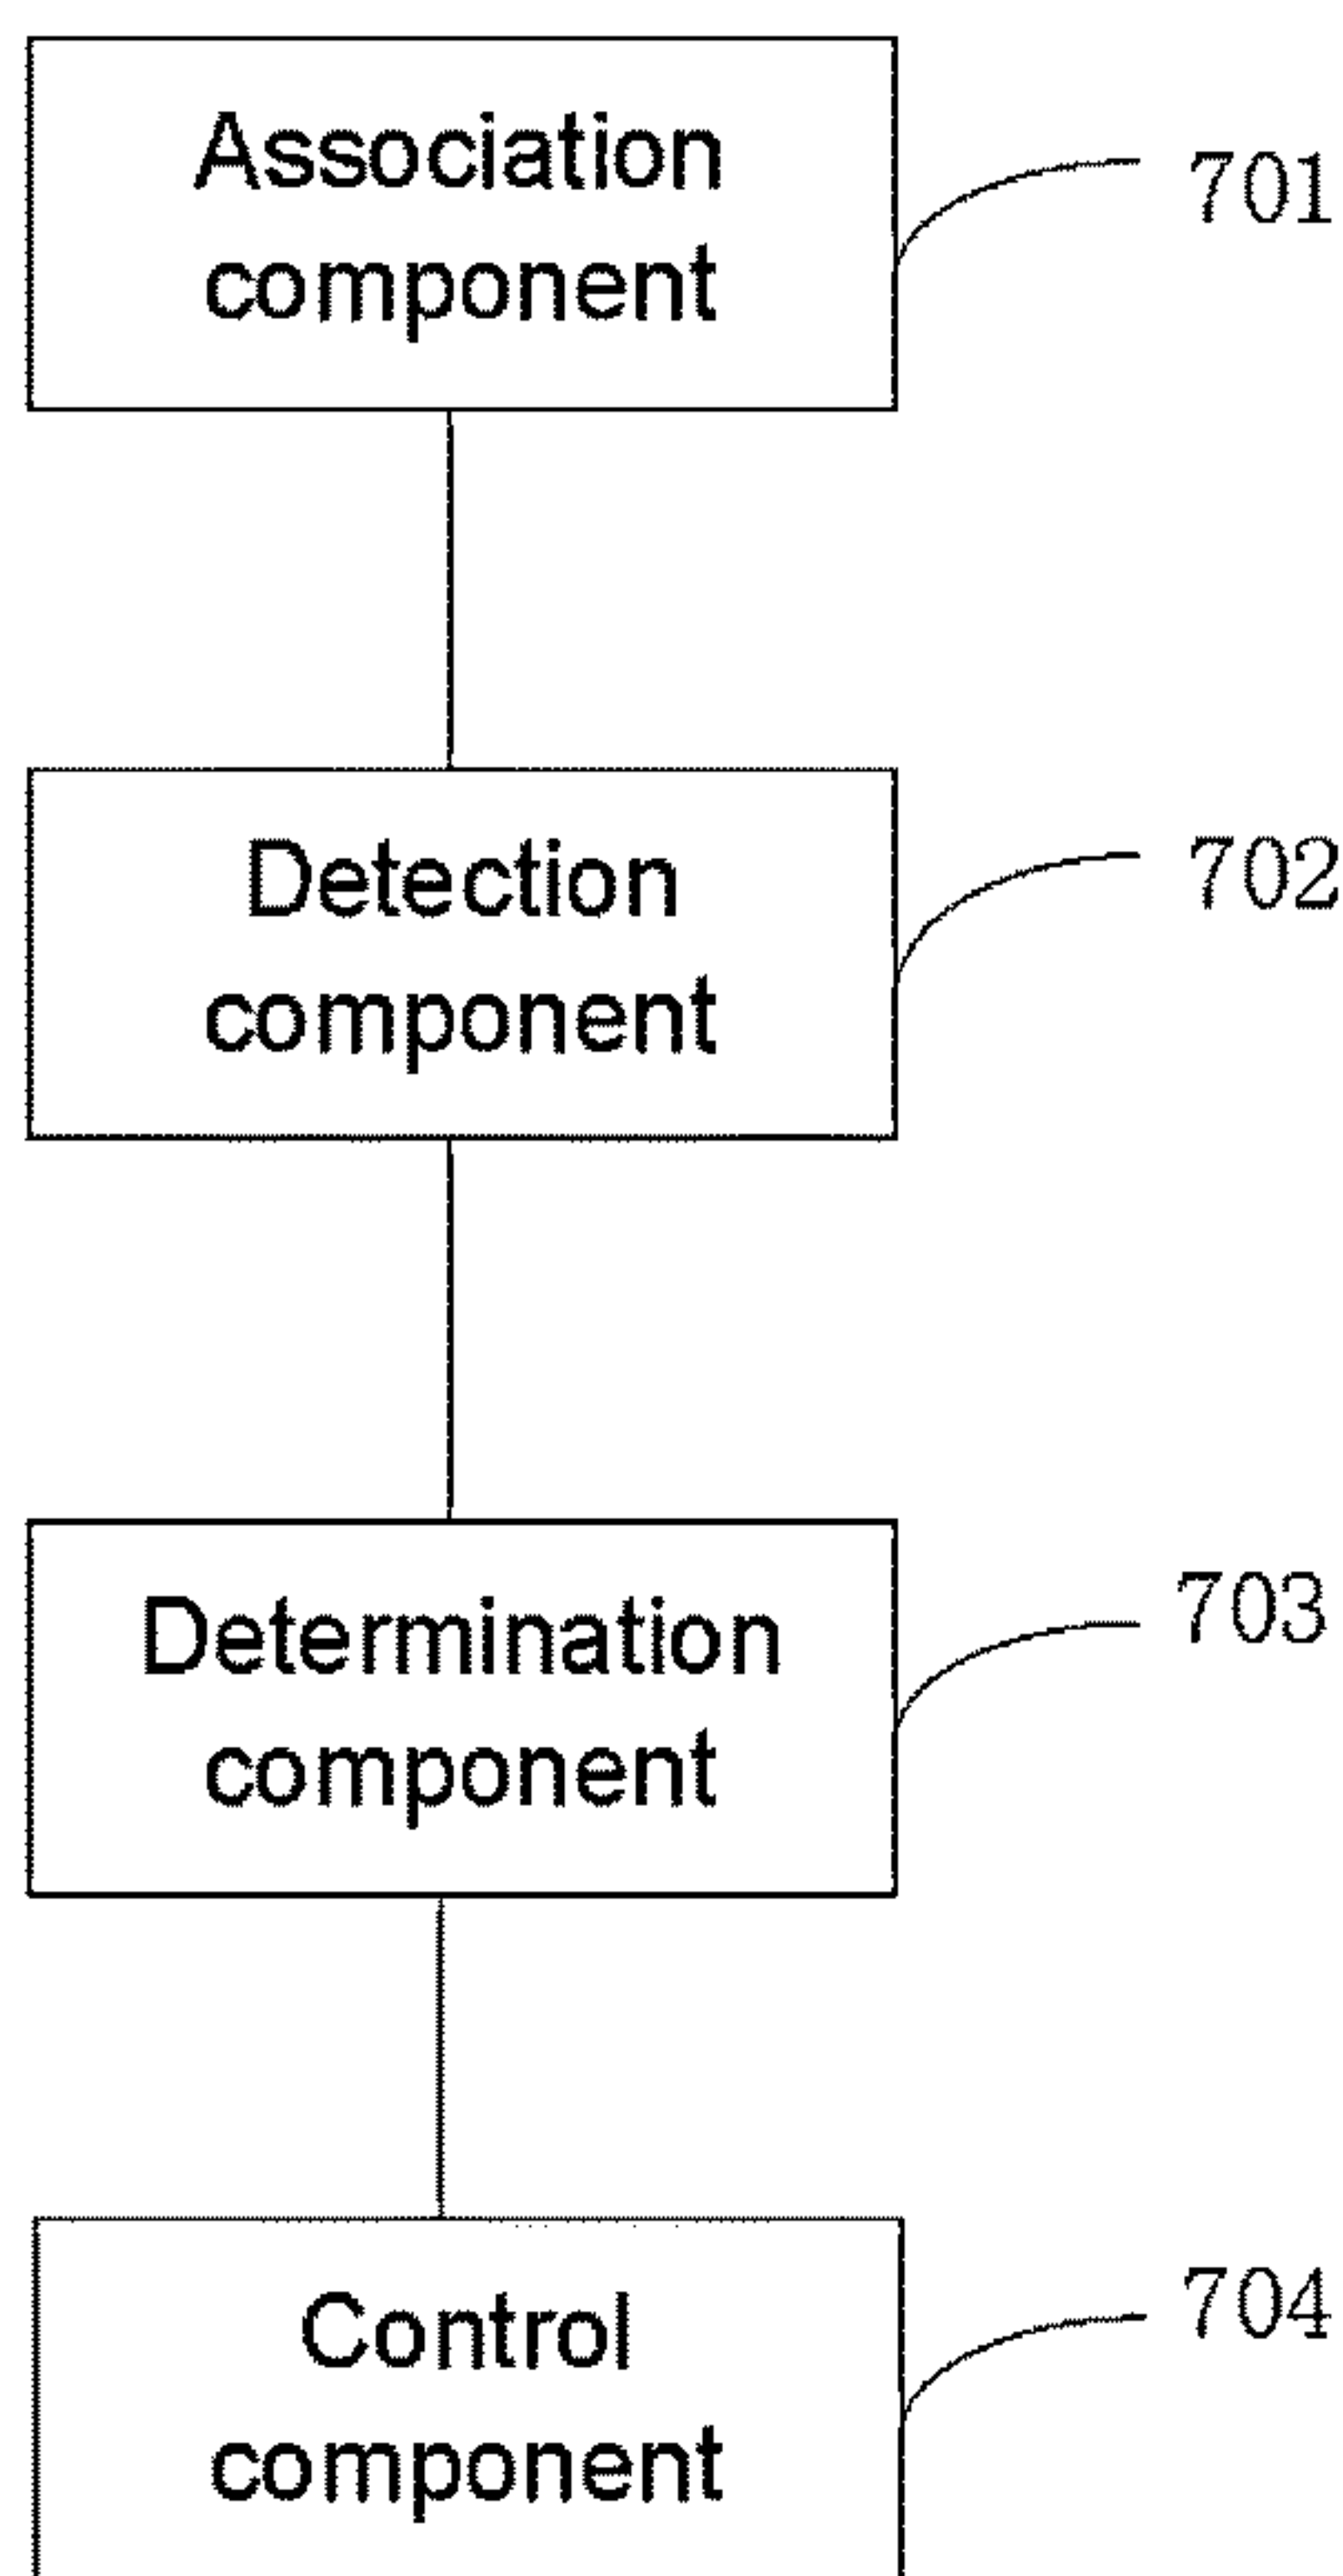 Association
component
701
Detection
component
702
Determination
component
703
Control
component
704